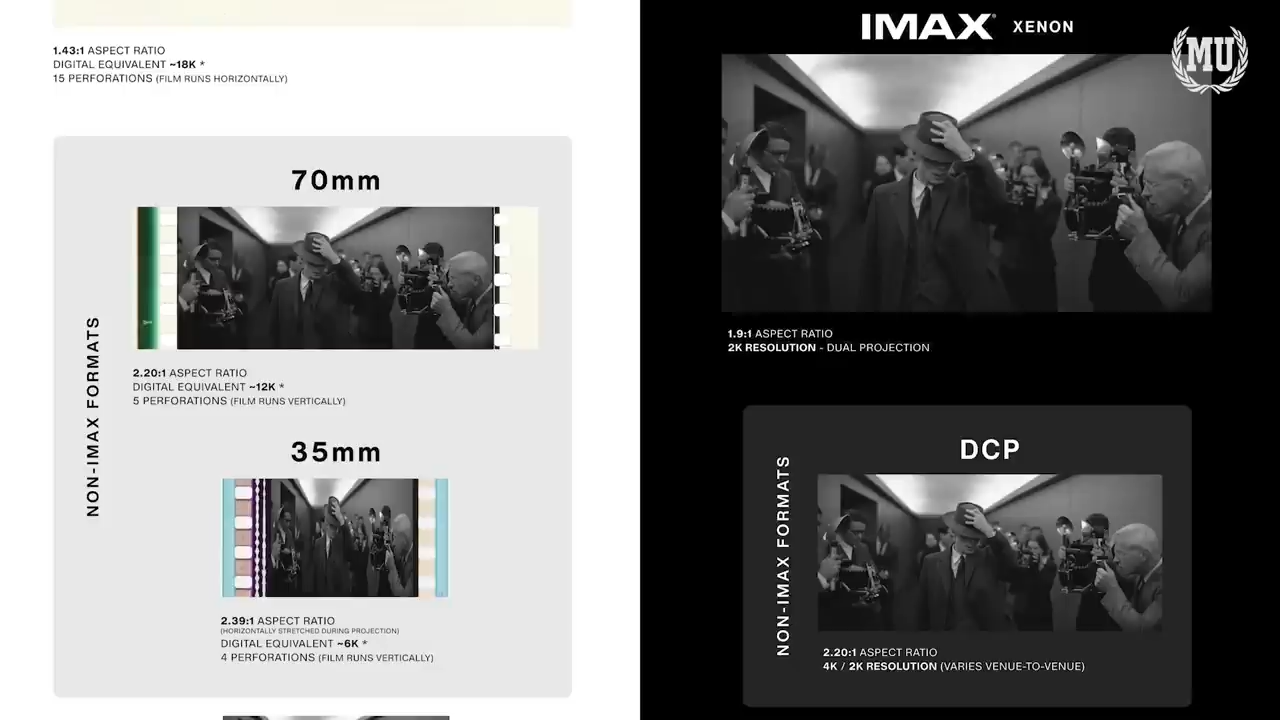 1.43:1 ASPECT RATIO
DIGITAL EQUIVALENT ~18K *
15 PERFORATIONS (FILM RUNS HORIZONTALLY)
NON-IMAX FORMATS
70mm
2.20:1 ASPECT RATIO
DIGITAL EQUIVALENT ~12K *
5 PERFORATIONS (FILM RUNS VERTICALLY)
35mm
2.39:1 ASPECT RATIO
(HORIZONTALLY STRETCHED DURING PROJECTION)
DIGITAL EQUIVALENT ~6K *
4 PERFORATIONS (FILM RUNS VERTICALLY)
IMAX® XENON
MU
1.9:1 ASPECT RATIO
2K RESOLUTION - DUAL PROJECTION
NON-IMAX FORMATS
DCP
2.20:1 ASPECT RATIO
4K / 2K RESOLUTION (VARIES VENUE-TO-VENUE)